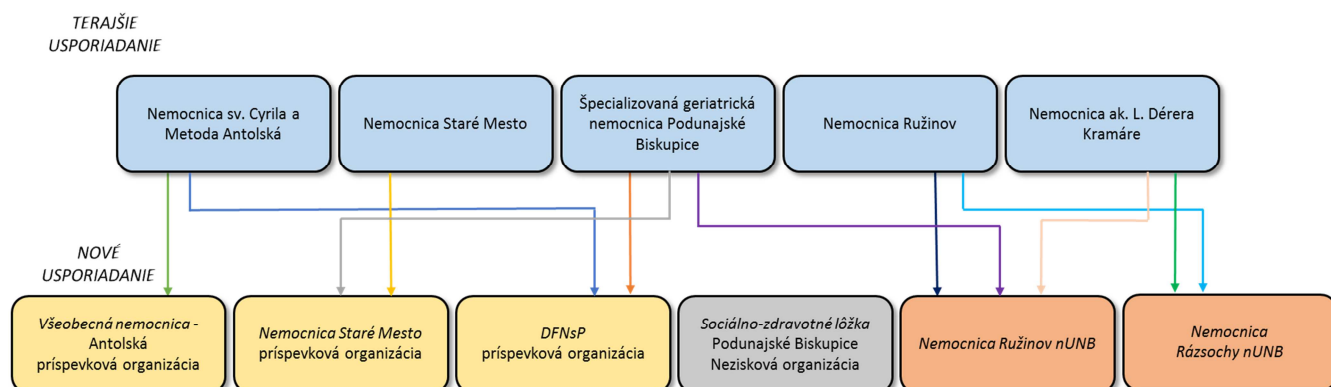 TERAJŠIE
USPORIADANIE
Nemocnica sv. Cyrila a
Metoda Antolská
Nemocnica Staré Mesto
Špecializovaná geriatrická
nemocnica Podunajské
Biskupice
Nemocnica Ružinov
Nemocnica ak. L. Dérera
Kramáre
NOVÉ
USPORIADANIE
Všeobecná nemocnica -
Antolská
príspevková organizácia
Nemocnica Staré Mesto
príspevková organizácia
DFNsP
príspevková organizácia
Sociálno-zdravotné lôžka
Podunajské Biskupice
Nezisková organizácia
Nemocnica Ružinov nUNB
Nemocnica
Rázsochy nUNB